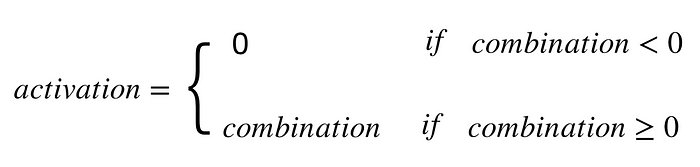 0 if combination < 0
activation = {
combination if combination ≥ 0